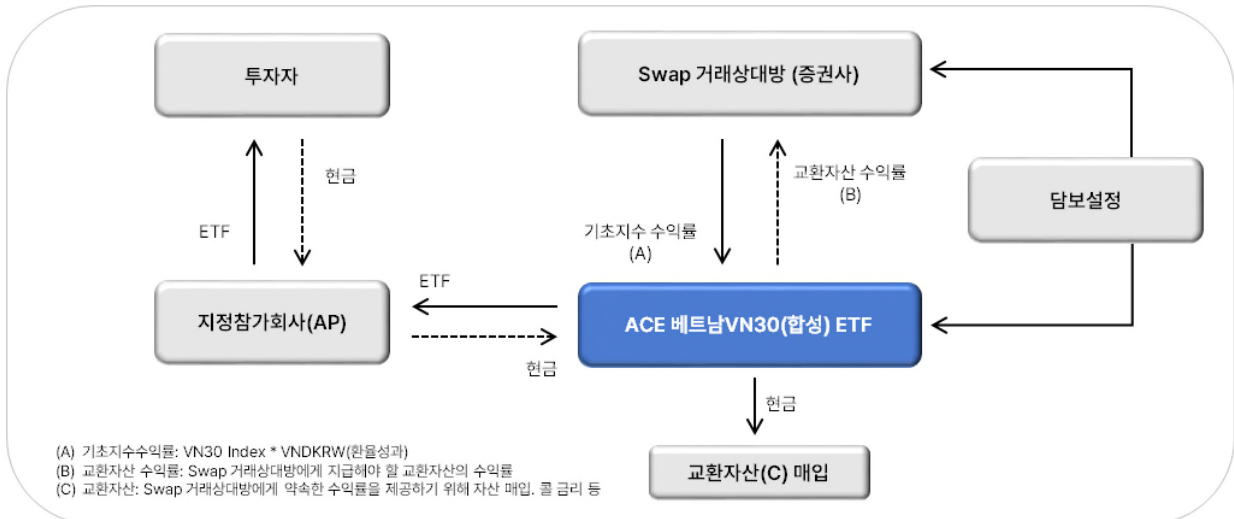 투자자
Swap 거래상대방 (증권사)
현금
ETF
교환자산 수익률
(B)
담보설정
기초지수 수익률
(A)
ETF
지정참가회사(AP)
ACE 베트남VN30(합성) ETF
현금
현금
교환자산(C) 매입
(A) 기초지수수익률: VN30 Index * VNDKRW(환율성과)
(B) 교환자산 수익률: Swap 거래상대방에게 지급해야 할 교환자산의 수익률
(C) 교환자산: Swap 거래상대방에게 약속한 수익률을 제공하기 위해 자산 매입. 콜 금리 등